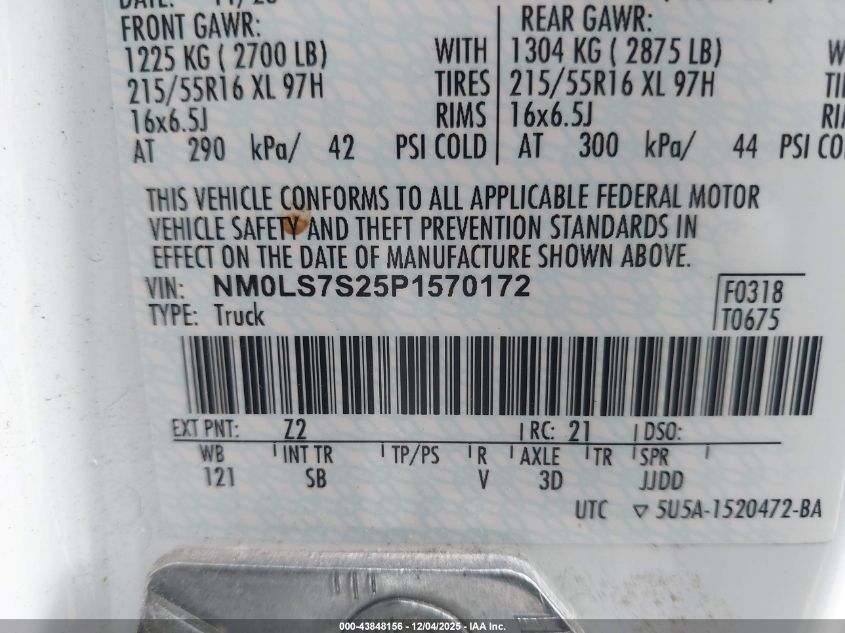 DATE:
FRONT GAWR: REAR GAWR:
1225 KG ( 2700 LB) WITH 1304 KG ( 2875 LB)
215/55R16 XL 97H TIRES 215/55R16 XL 97H
16x6.5J RIMS 16x6.5J
AT 290 kPa/ 42 PSI COLD AT 300 kPa/ 44 PSI CO
THIS VEHICLE CONFORMS TO ALL APPLICABLE FEDERAL MOTOR
VEHICLE SAFETY AND THEFT PREVENTION STANDARDS IN
EFFECT ON THE DATE OF MANUFACTURE SHOWN ABOVE.
VIN: NM0LS7S25P1570172 F0318
TYPE: Truck T0675
EXT PNT: Z2 RC: 21 DSO:
WB INT TR TP/PS R AXLE TR SPR
121 SB V 3D JJDD
UTC ▽ 5U5A-1520472-BA
000-43848156 - 12/04/2025 - IAA Inc.